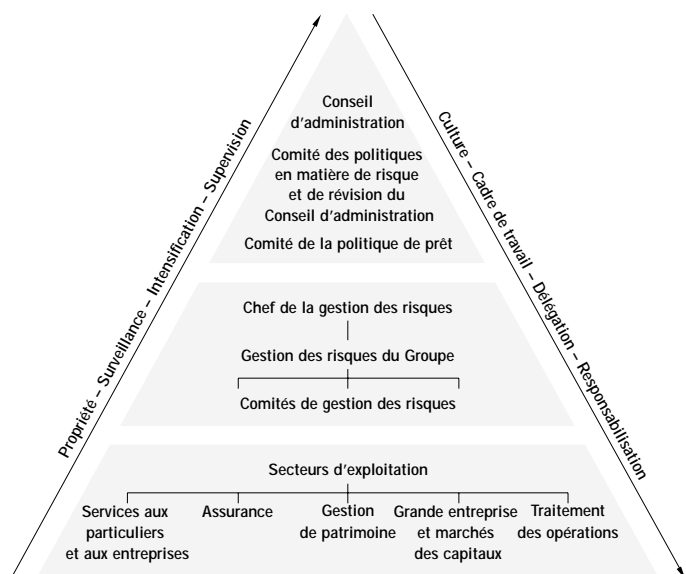 Conseil
d'administration
Comité des politiques
en matière de risque
et de révision du
Conseil d'administration
Comité de la politique de prêt
Propriété – Surveillance – Intensification – Supervision
Culture – Cadre de travail – Délégation – Responsabilisation
Chef de la gestion des risques
Gestion des risques du Groupe
Comités de gestion des risques
Secteurs d'exploitation
Services aux
particuliers
et aux entreprises
Assurance
Gestion
de patrimoine
Grande entreprise
et marchés
des capitaux
Traitement
des opérations